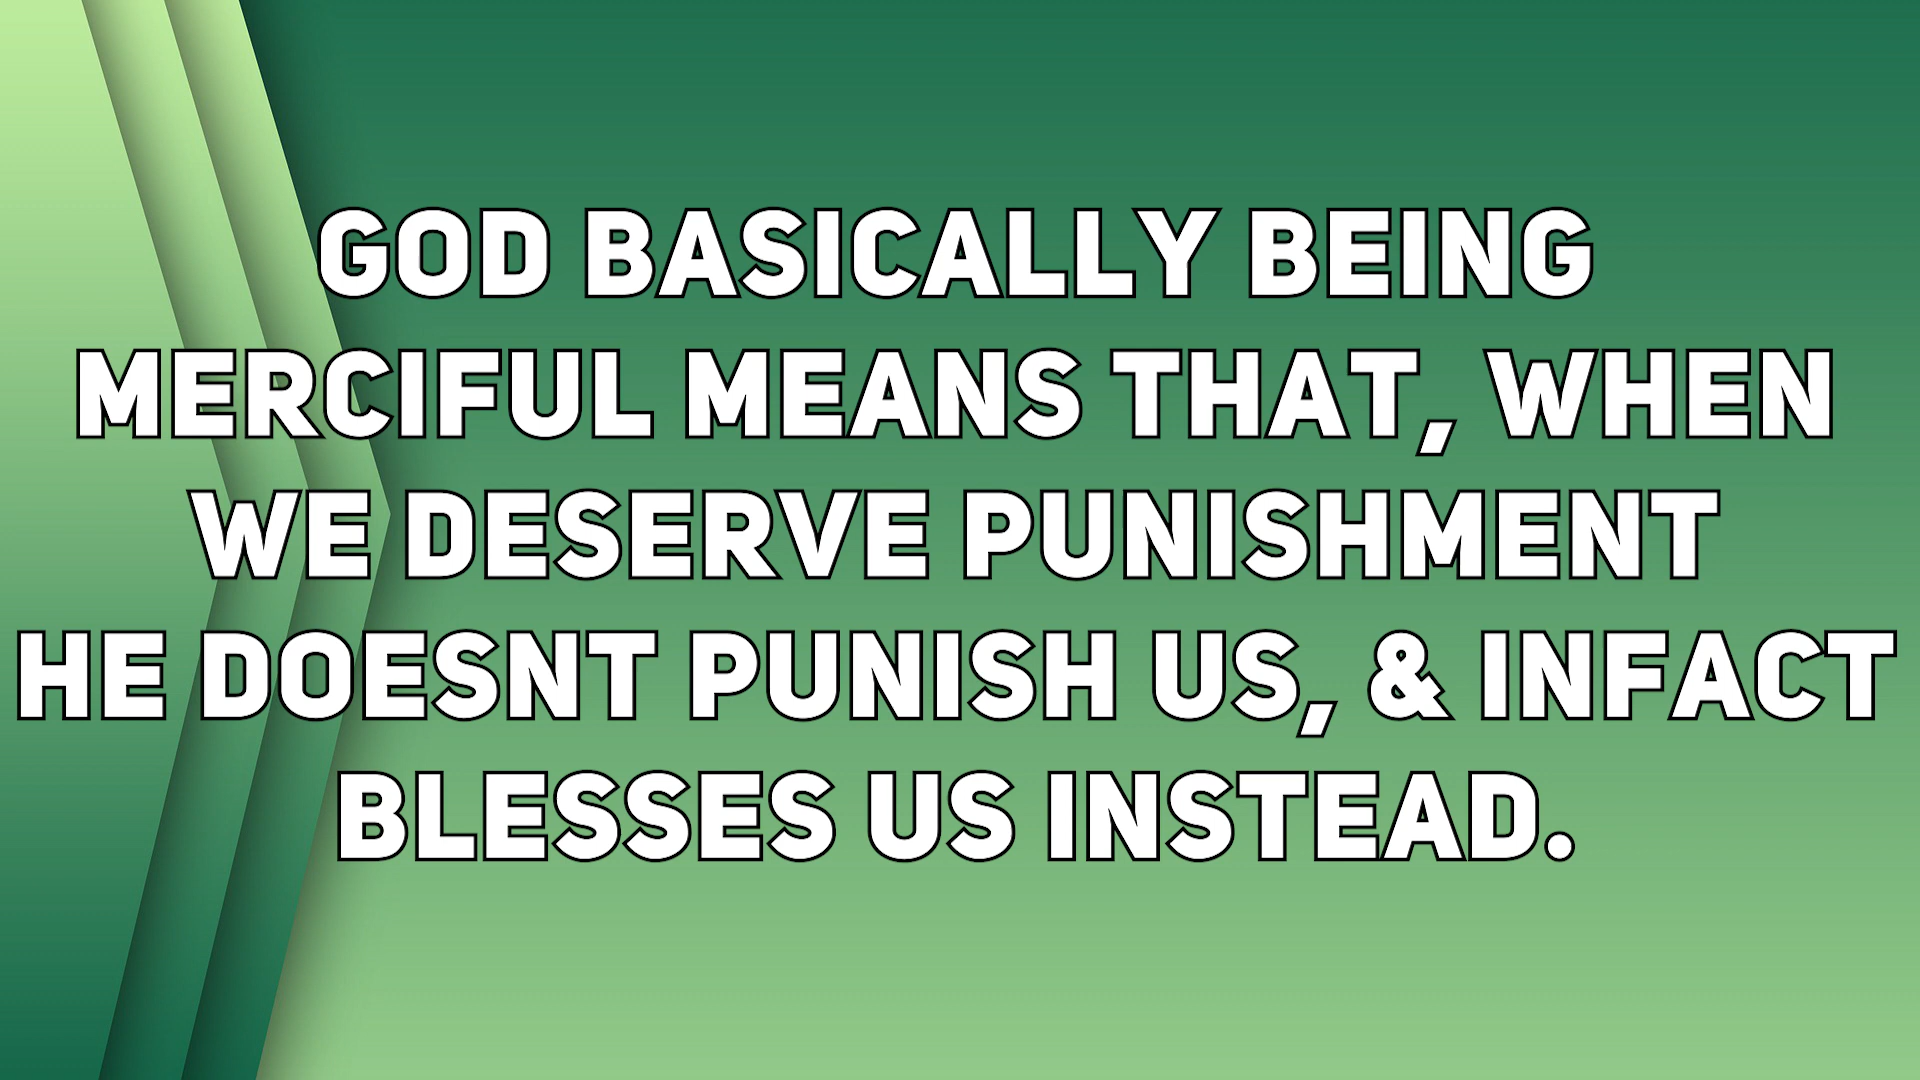 GOD BASICALLY BEING
MERCIFUL MEANS THAT, WHEN
WE DESERVE PUNISHMENT
HE DOESNT PUNISH US, & INFACT
BLESSES US INSTEAD.